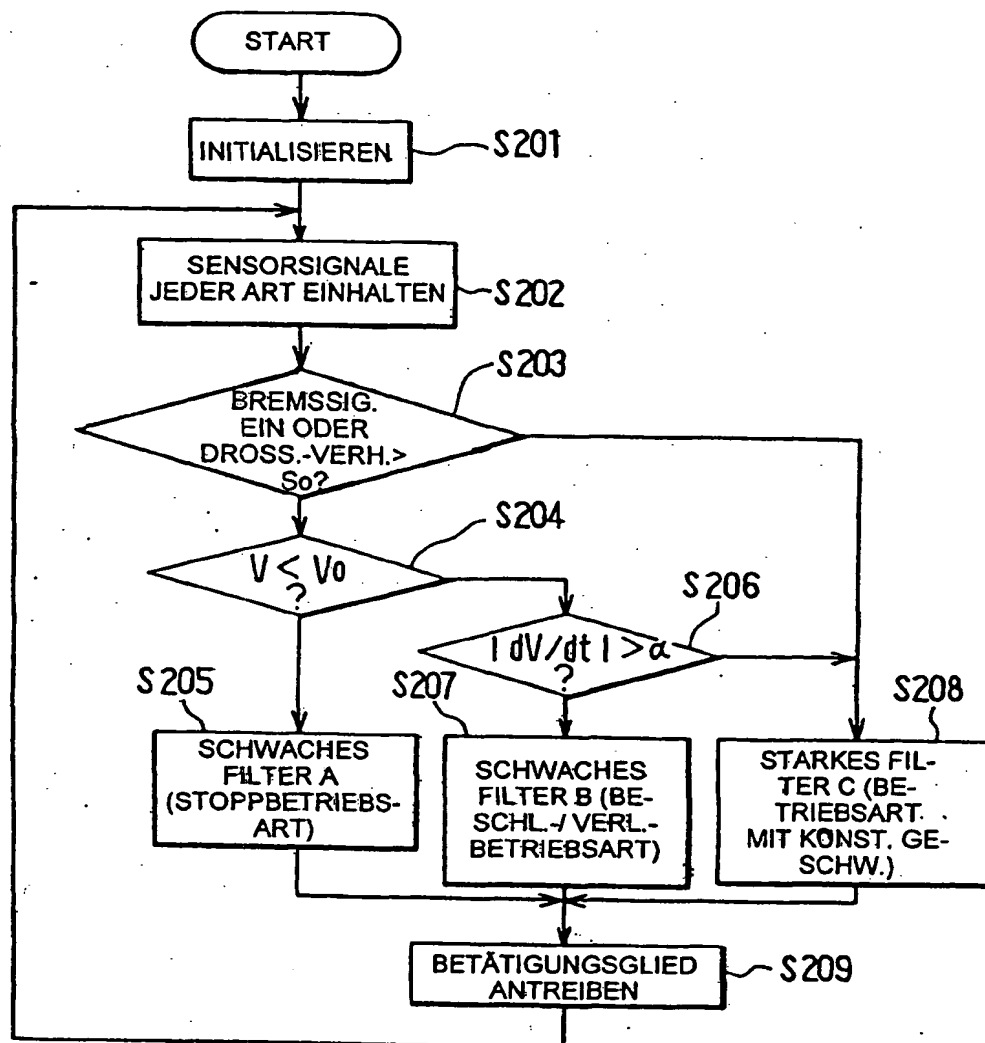 START
INITIALISIEREN
S201
SENSORSIGNALE
JEDER ART EINHALTEN
S202
BREMSSIG.
EIN ODER
DROSS.-VERH.>
So?
S203
V < Vo
?
S204
| dV/dt | > α
?
S206
S205
SCHWACHES
FILTER A
(STOPPBETRIEBS-
ART)
S207
SCHWACHES
FILTER B (BE-
SCHL.-/ VERL.-
BETRIEBSART)
S208
STARKES FIL-
TER C (BE-
TRIEBSART
MIT KONST. GE-
SCHW.)
BETÄTIGUNGSGLIED
ANTREIBEN
S209